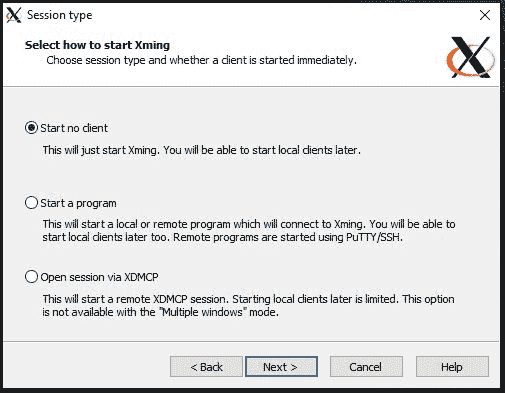 Session type
Select how to start Xming
Choose session type and whether a client is started immediately.
Start no client
This will just start Xming. You will be able to start local clients later.
Start a program
This will start a local or remote program which will connect to Xming. You will be able to
start local clients later too. Remote programs are started using PuTTY/SSH.
Open session via XDMCP
This will start a remote XDMCP session. Starting local clients later is limited. This option
is not available with the "Multiple windows" mode.
< Back Next > Cancel Help